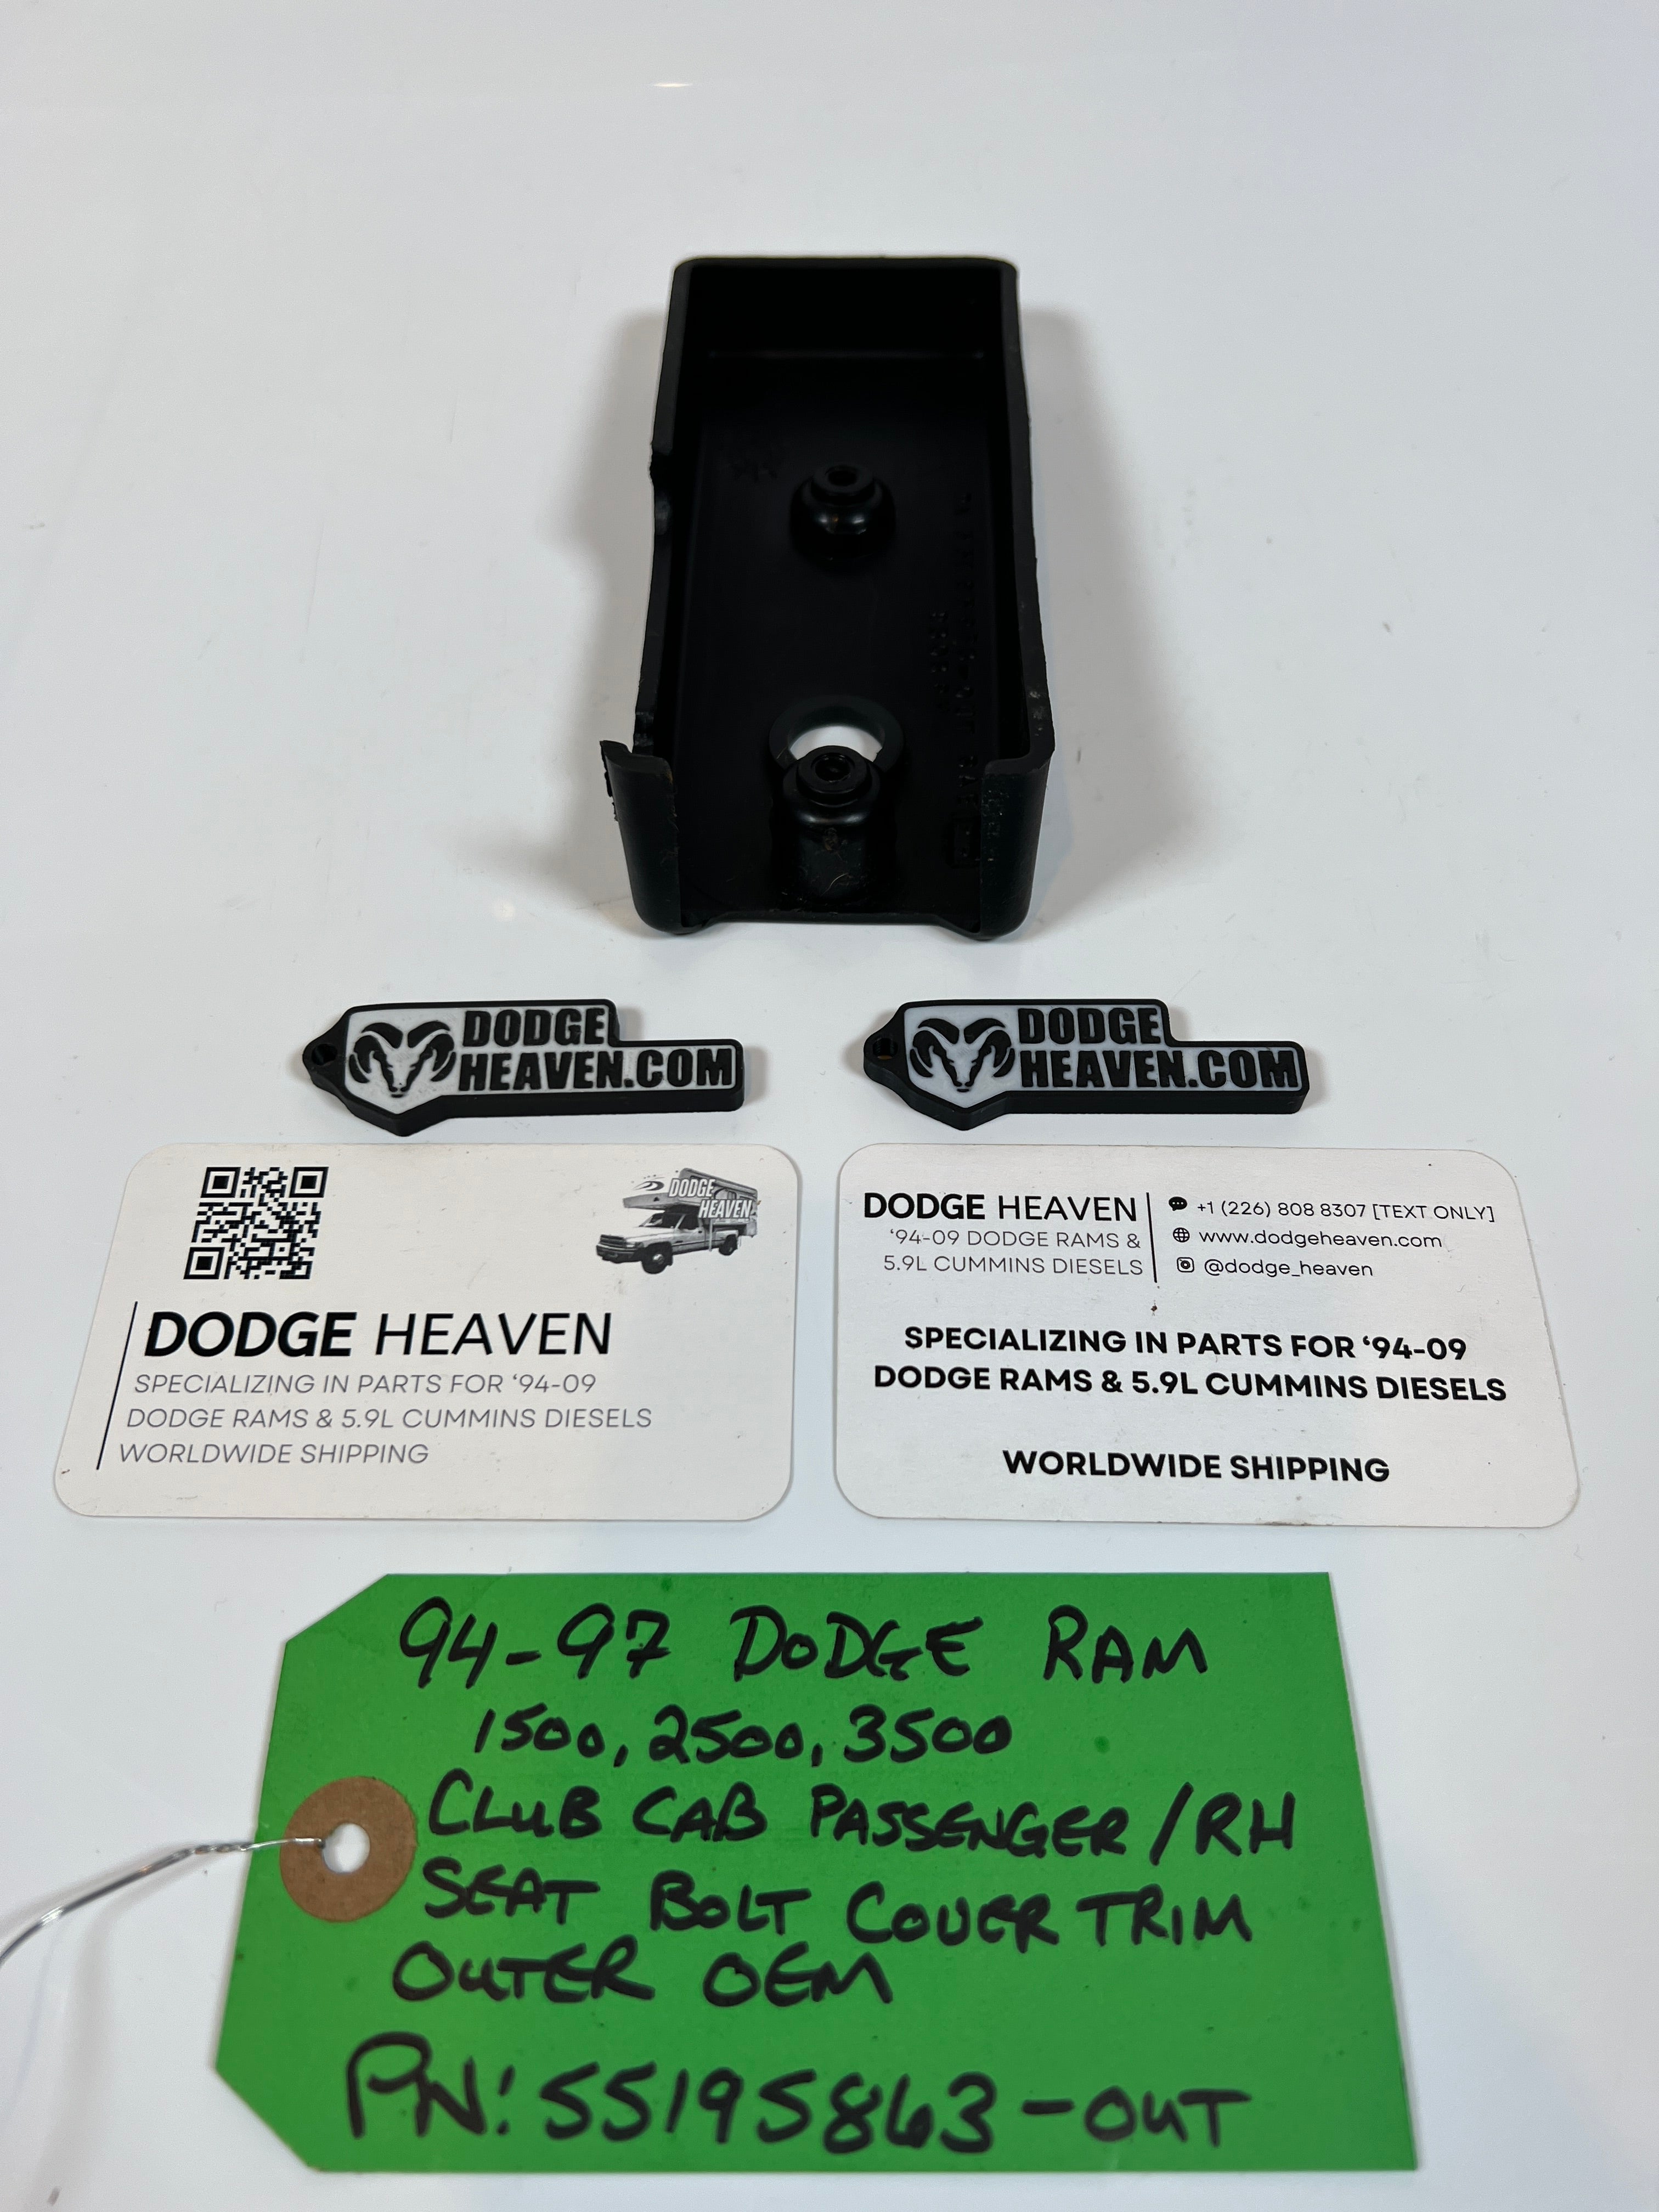 DODGE
HEAVEN.COM
DODGE
HEAVEN.COM
DODGE
HEAVEN
DODGE HEAVEN
SPECIALIZING IN PARTS FOR ‘94-09
DODGE RAMS & 5.9L CUMMINS DIESELS
WORLDWIDE SHIPPING
DODGE HEAVEN
‘94-09 DODGE RAMS &
5.9L CUMMINS DIESELS
+1 (226) 808 8307 [TEXT ONLY]
www.dodgeheaven.com
@dodge_heaven
SPECIALIZING IN PARTS FOR ‘94-09
DODGE RAMS & 5.9L CUMMINS DIESELS
WORLDWIDE SHIPPING
94-97 DODGE RAM
1500, 2500, 3500
CLUB CAB PASSENGER/RH
SEAT BOLT COVER TRIM
OUTER OEM
PN: 55195863-OUT